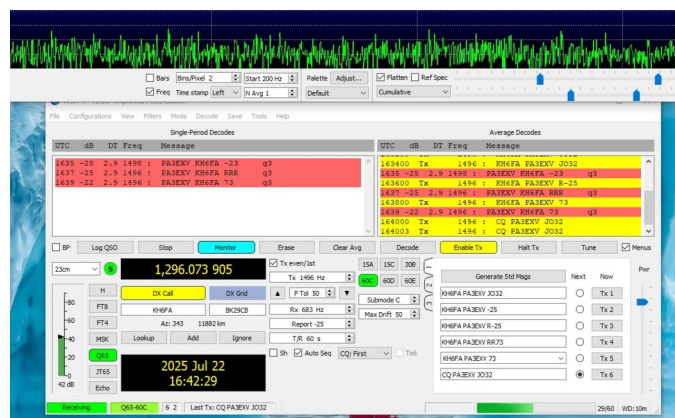 Bars Bins/Pixel 2 Start 200 Hz Palette Adjust... Flatten Ref Spec
Freq Time stamp Left N Avg 1 Default Cumulative
File Configurations View Filters Mode Decode Save Tools Help
Single-Period Decodes Average Decodes
UTC dB DT Freq Message UTC dB DT Freq Message
1635 -25 2.9 1498 : PA3EXV KH6FA -23 q3
1637 -25 2.9 1496 : PA3EXV KH6FA RRR q3
1639 -22 2.9 1496 : PA3EXV KH6FA 73 q3
163400 Tx 1496 : KH6FA PA3EXV JO32
1635 -25 2.9 1498 : PA3EXV KH6FA -23 q3
163600 Tx 1496 : KH6FA PA3EXV R-25
1637 -25 2.9 1496 : PA3EXV KH6FA RRR q3
163800 Tx 1496 : KH6FA PA3EXV 73
1639 -22 2.9 1496 : PA3EXV KH6FA 73 q3
164000 Tx 1496 : CQ PA3EXV JO32
164003 Tx 1496 : CQ PA3EXV JO32
BP Log QSO Stop Monitor Erase Clear Avg Decode Enable Tx Halt Tx Tune Menus
23cm S 1,296.073 905 Tx even/1st 15A 15C 30B 1 Pwr
Tx 1496 Hz 60C 60D 60E 2
Generate Std Msgs Next Now
H DX Call DX Grid F Tol 50 Submode C 3
KH6FA PA3EXV JO32 Tx 1
-80
FT8 KH6FA BK29CB Rx 683 Hz Max Drift 50
KH6FA PA3EXV -25 Tx 2
-60 FT4 Az: 343 11882 km Report -25
KH6FA PA3EXV R-25 Tx 3
-40 MSK Lookup Add Ignore T/R 60 s
KH6FA PA3EXV RR73 Tx 4
-20 Q65 Sh Auto Seq CQ: First Tx6
KH6FA PA3EXV 73 Tx 5
JT65 2025 Jul 22
CQ PA3EXV JO32 Tx 6
42 dB Echo 16:42:29
Receiving Q65-60C 6 2 Last Tx: CQ PA3EXV JO32 29/60 WD:10m